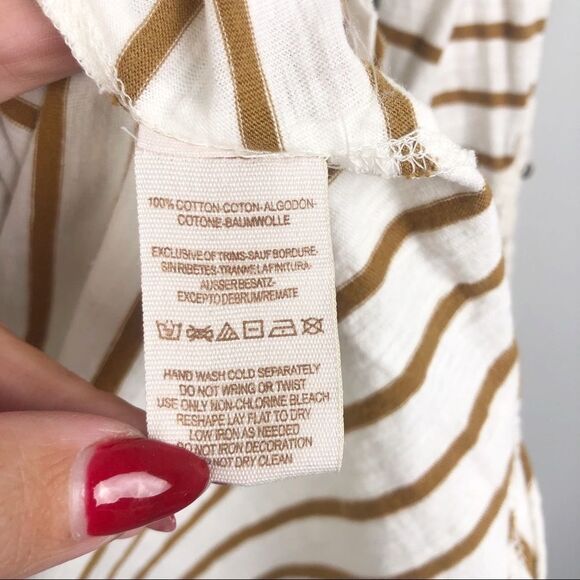 100% COTTON-COTON-ALGODÓN-
COTONE-BAUMWOLLE
EXCLUSIVE OF TRIMS-SAUF BORDURE-
SIN RIBETES-TRANNE LA FINITURA-
AUSSER BESATZ-
EXCEPTO DEBRUM/REMATE
HAND WASH COLD SEPARATELY
DO NOT WRING OR TWIST
USE ONLY NON-CHLORINE BLEACH
RESHAPE LAY FLAT TO DRY
LOW IRON AS NEEDED
DO NOT IRON DECORATION
DO NOT DRY CLEAN